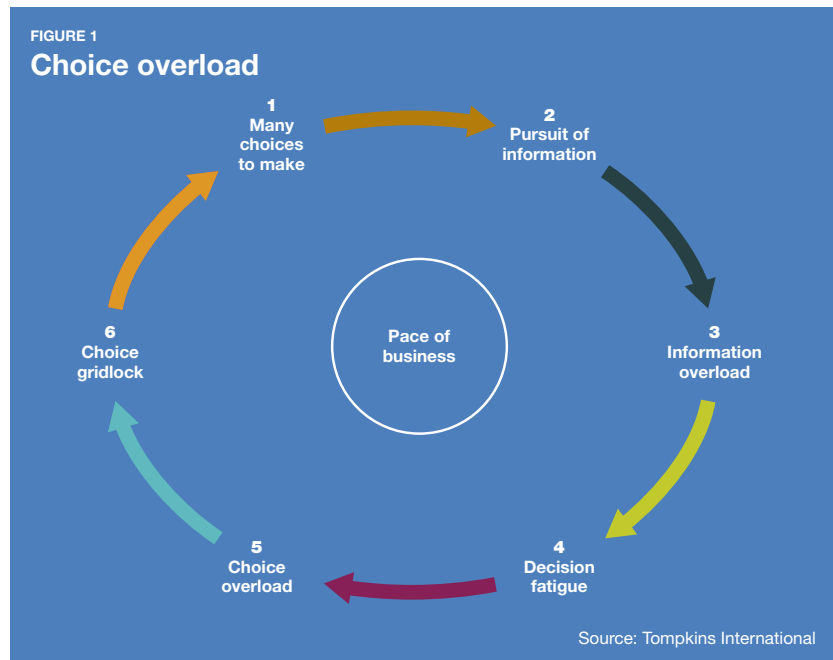 FIGURE 1
Choice overload
1
Many
choices
to make
2
Pursuit of
information
3
Information
overload
4
Decision
fatigue
5
Choice
overload
6
Choice
gridlock
Pace of
business
Source: Tompkins International